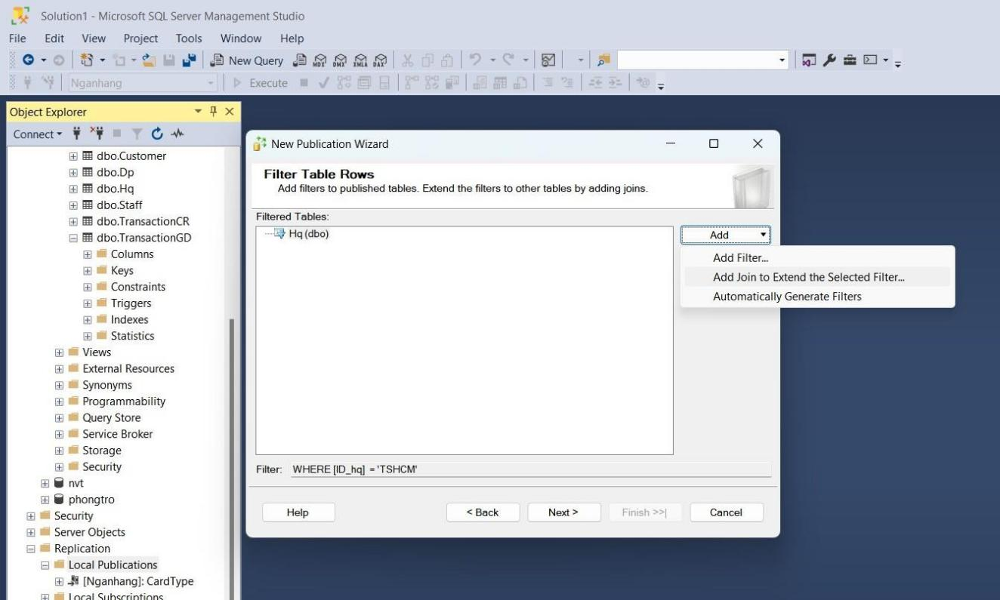 Solution1 - Microsoft SQL Server Management Studio
File Edit View Project Tools Window Help
New Query MDX DMX XMLA DAX
Nganhang Execute
Object Explorer
Connect
dbo.Customer
dbo.Dp
dbo.Hq
dbo.Staff
dbo.TransactionCR
dbo.TransactionGD
Columns
Keys
Constraints
Triggers
Indexes
Statistics
Views
External Resources
Synonyms
Programmability
Query Store
Service Broker
Storage
Security
nvt
phongtro
Security
Server Objects
Replication
Local Publications
[Nganhang]: CardType
Local Subscriptions
New Publication Wizard
Filter Table Rows
Add filters to published tables. Extend the filters to other tables by adding joins.
Filtered Tables:
Hq (dbo)
Add
Add Filter...
Add Join to Extend the Selected Filter...
Automatically Generate Filters
Filter: WHERE [ID_hq] = 'TSHCM'
Help < Back Next > Finish >>| Cancel